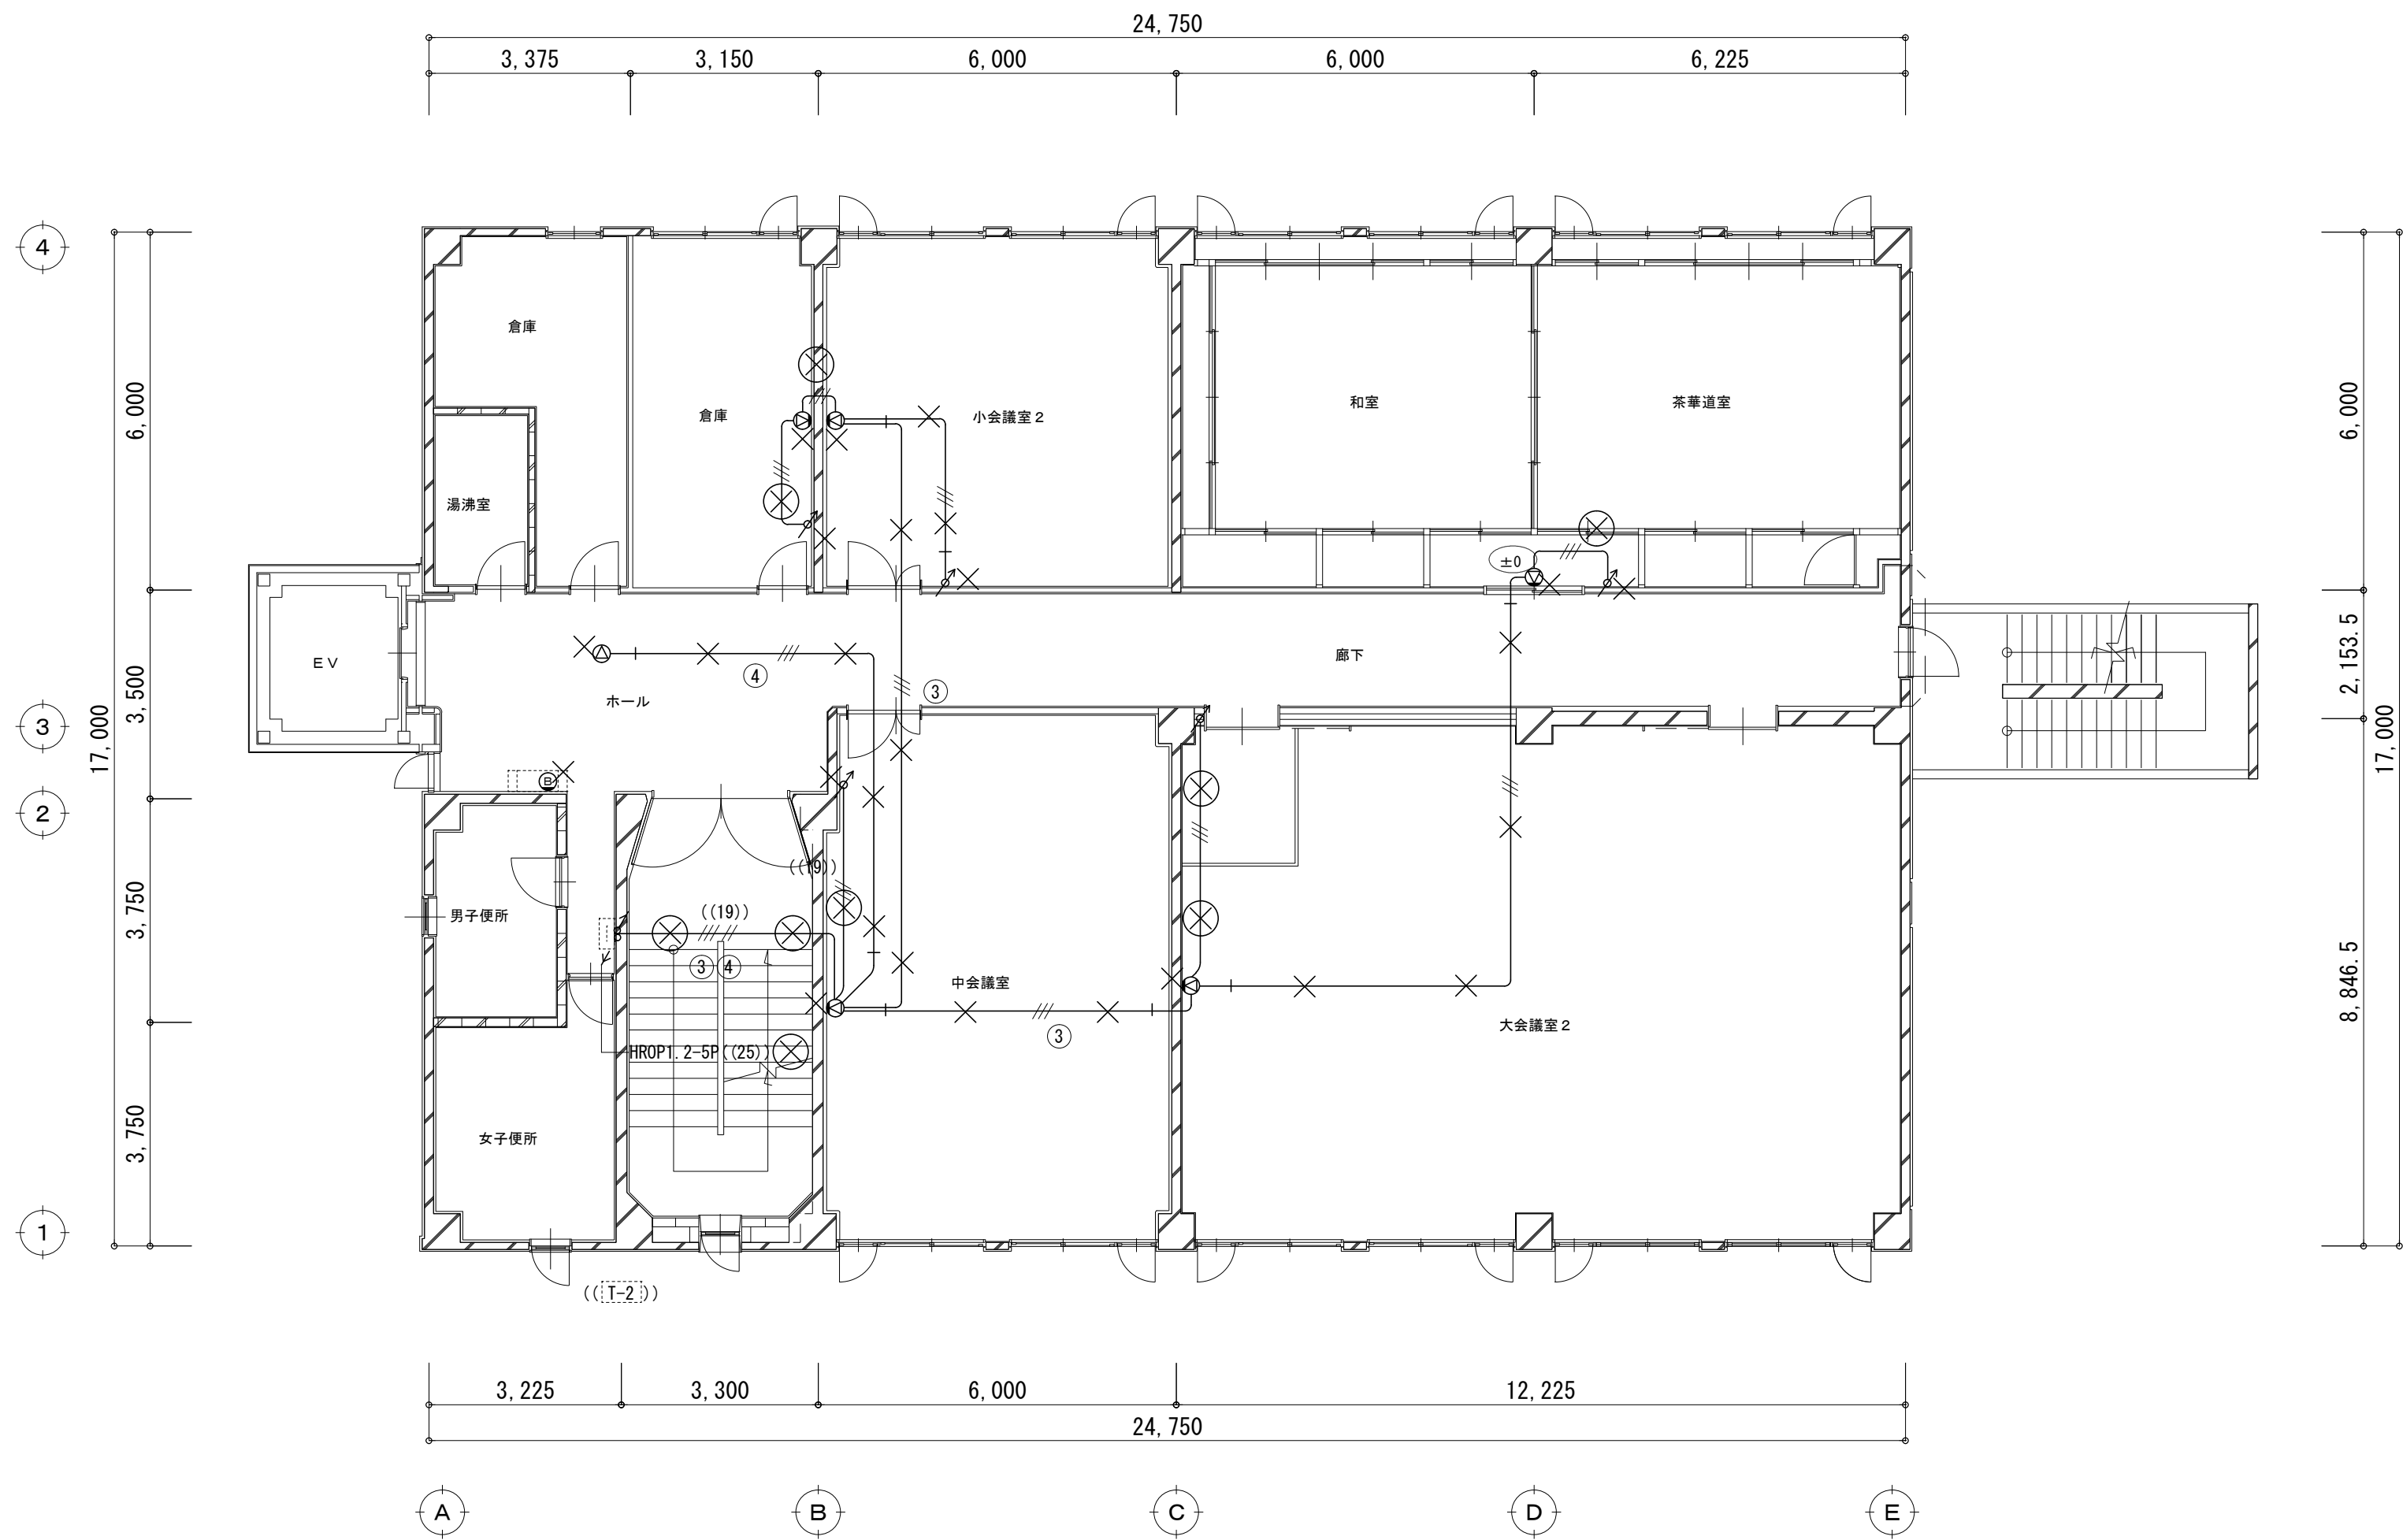 24,750
3,375
3,150
6,000
6,000
6,225
4
倉庫
倉庫
小会議室2
和室
茶華道室
6,000
6,000
湯沸室
±0
EV
ホール
4
3
廊下
3,500
2,153.5
3
17,000
17,000
B
2
((19))
男子便所
((19))
3,750
3
4
中会議室
8,846.5
3
大会議室2
HROP1.2-5P((25))
女子便所
3,750
1
((T-2))
3,225
3,300
6,000
12,225
24,750
A
B
C
D
E